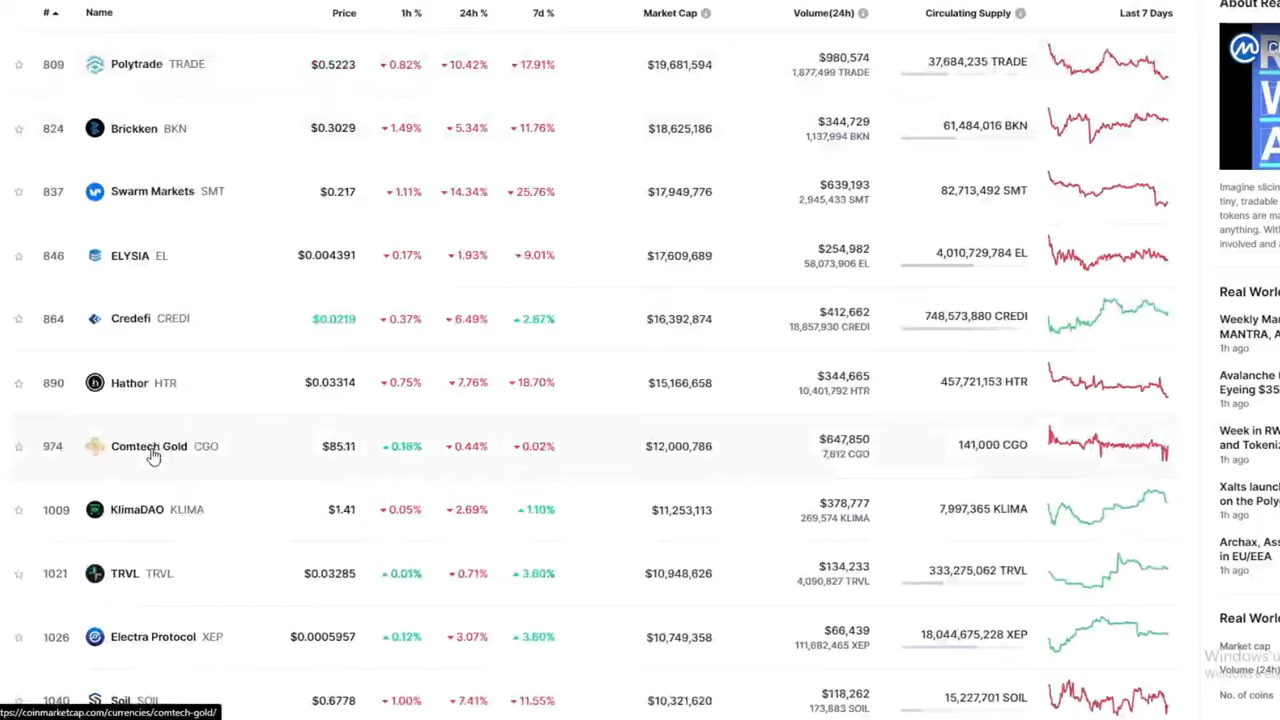 # Name Price 1h % 24h % 7d % Market Cap Volume(24h) Circulating Supply Last 7 Days
809 Polytrade TRADE $0.5223 0.82% 10.42% 17.91% $19,681,594 $980,574 37,684,235 TRADE
1,877,499 TRADE
824 Brickken BKN $0.3029 1.49% 5.34% 11.76% $18,625,186 $344,729 61,484,016 BKN
1,137,994 BKN
837 Swarm Markets SMT $0.217 1.11% 14.34% 25.76% $17,949,776 $639,193 82,713,492 SMT
2,945,433 SMT
846 ELYSIA EL $0.004391 0.17% 1.93% 9.01% $17,609,689 $254,982 4,010,729,784 EL
58,073,906 EL
864 Credefi CREDI $0.0219 0.37% 6.49% 2.67% $16,392,874 $412,662 748,573,880 CREDI
18,857,930 CREDI
890 Hathor HTR $0.03314 0.75% 7.76% 18.70% $15,166,658 $344,665 457,721,153 HTR
10,401,792 HTR
974 Comtech Gold CGO $85.11 0.18% 0.44% 0.02% $12,000,786 $647,850 141,000 CGO
7,612 CGO
1009 KlimaDAO KLIMA $1.41 0.05% 2.69% 1.10% $11,253,113 $378,777 7,997,365 KLIMA
269,574 KLIMA
1021 TRVL TRVL $0.03285 0.01% 0.71% 3.60% $10,948,626 $134,233 333,275,062 TRVL
4,090,827 TRVL
1026 Electra Protocol XEP $0.0005957 0.12% 3.07% 3.60% $10,749,358 $66,439 18,044,675,228 XEP
111,682,465 XEP
1040 Soil SOIL $0.6778 1.00% 7.41% 11.55% $10,321,620 $118,262 15,227,701 SOIL
173,883 SOIL
ttps://coinmarketcap.com/currencies/comtech-gold/
About Rea
Imagine slicin
tiny, tradable
tokens are ma
anything. With
involved and a
Real World
Weekly Mar
MANTRA, A
1h ago
Avalanche
Eyeing $35
1h ago
Week in RW
and Tokeniz
1h ago
Xalts launch
on the Poly
1h ago
Archax, Ass
in EU/EEA
1h ago
Real World
Market cap
Volume (24h)
No. of coins